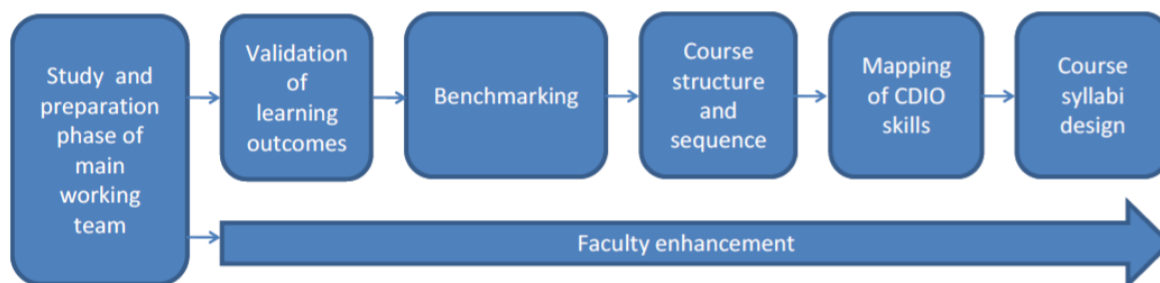 Study and
preparation
phase of
main
working
team
Validation
of
learning
outcomes
Benchmarking
Course
structure
and
sequence
Mapping
of CDIO
skills
Course
syllabi
design
Faculty enhancement